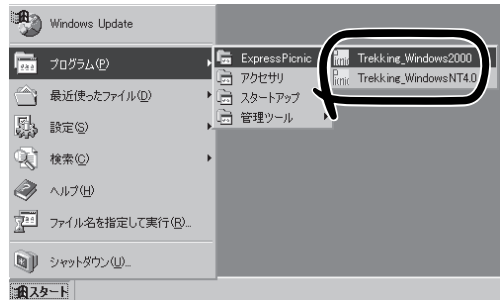 Windows Update
プログラム(P)
最近使ったファイル(D)
設定(S)
検索(C)
ヘルプ(H)
ファイル名を指定して実行(R)...
シャットダウン(U)...
スタート
ExpressPicnic
アクセサリ
スタートアップ
管理ツール
Picnic Trekking_Windows2000
Picnic Trekking_WindowsNT4.0